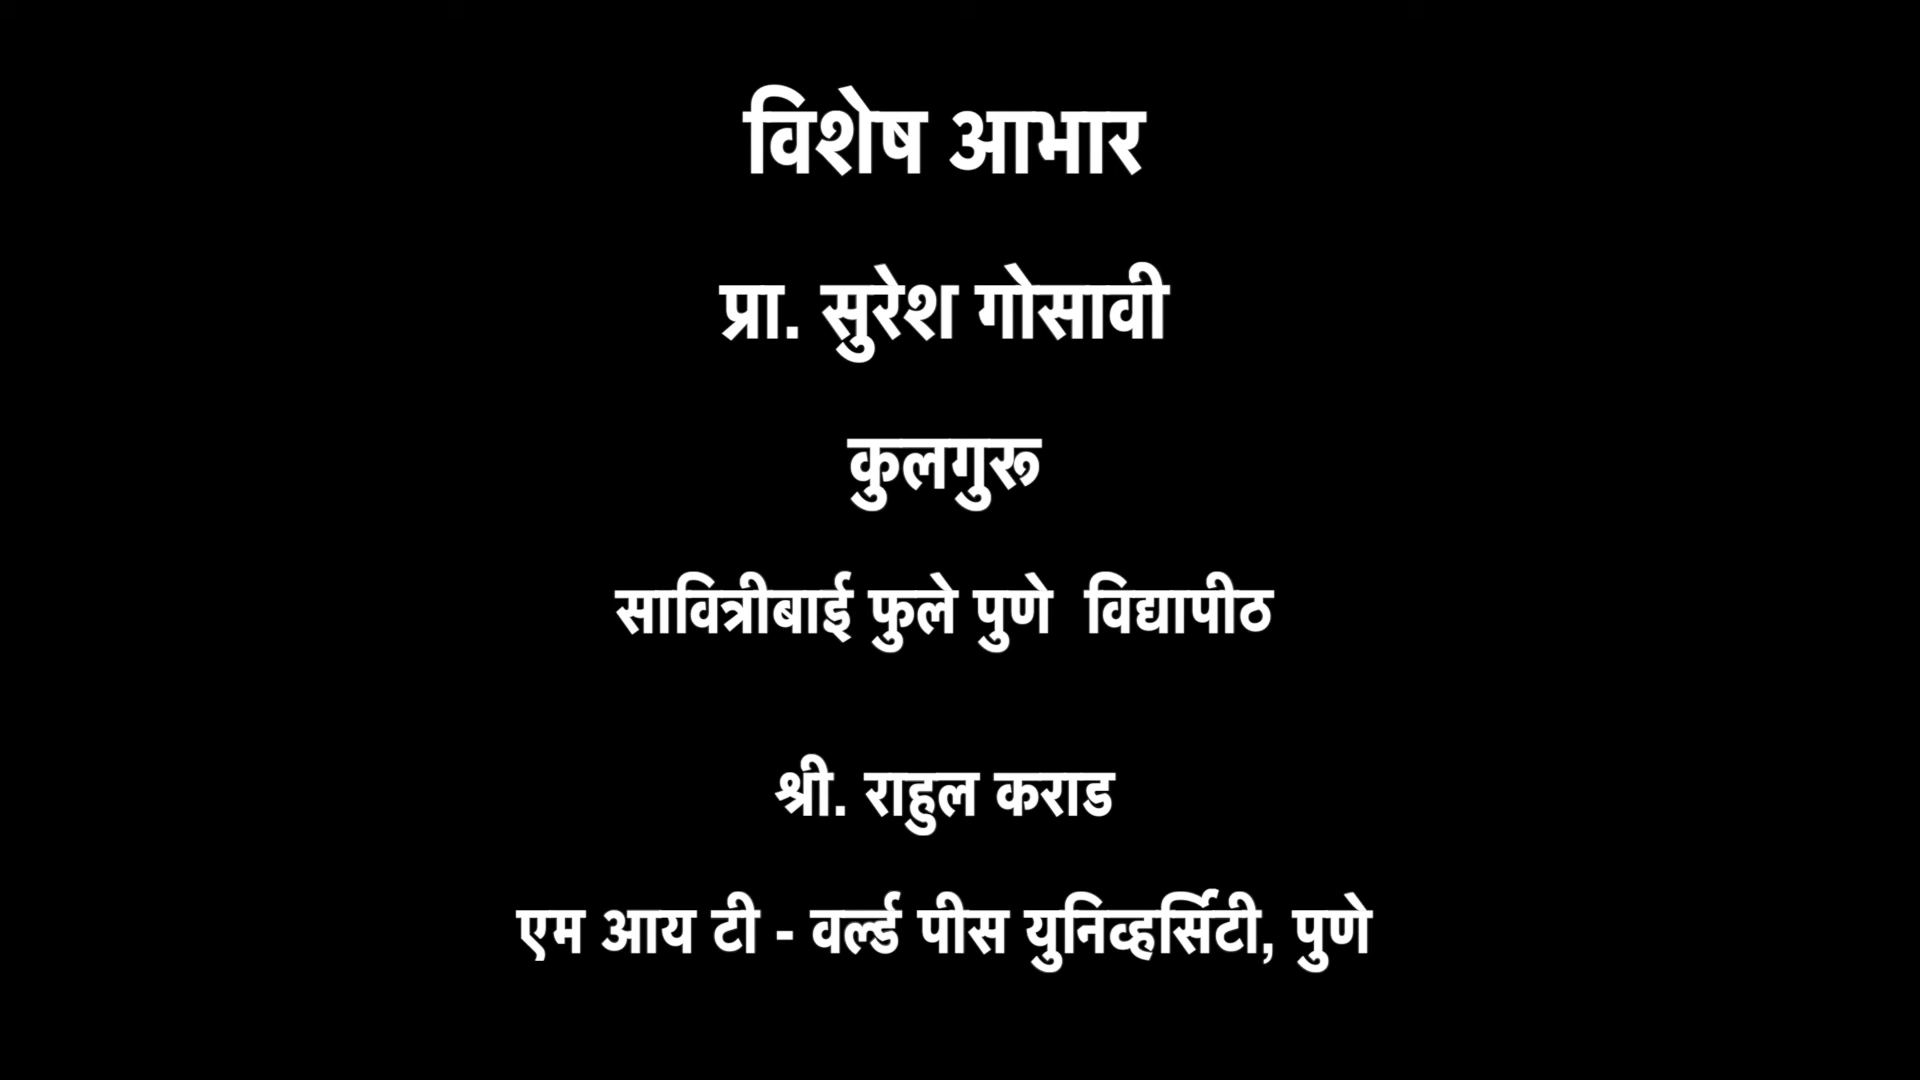 विशेष आभार
प्रा. सुरेश गोसावी
कुलगुरू
सावित्रीबाई फुले पुणे विद्यापीठ
श्री. राहुल कराड
एम आय टी - वर्ल्ड पीस युनिव्हर्सिटी, पुणे